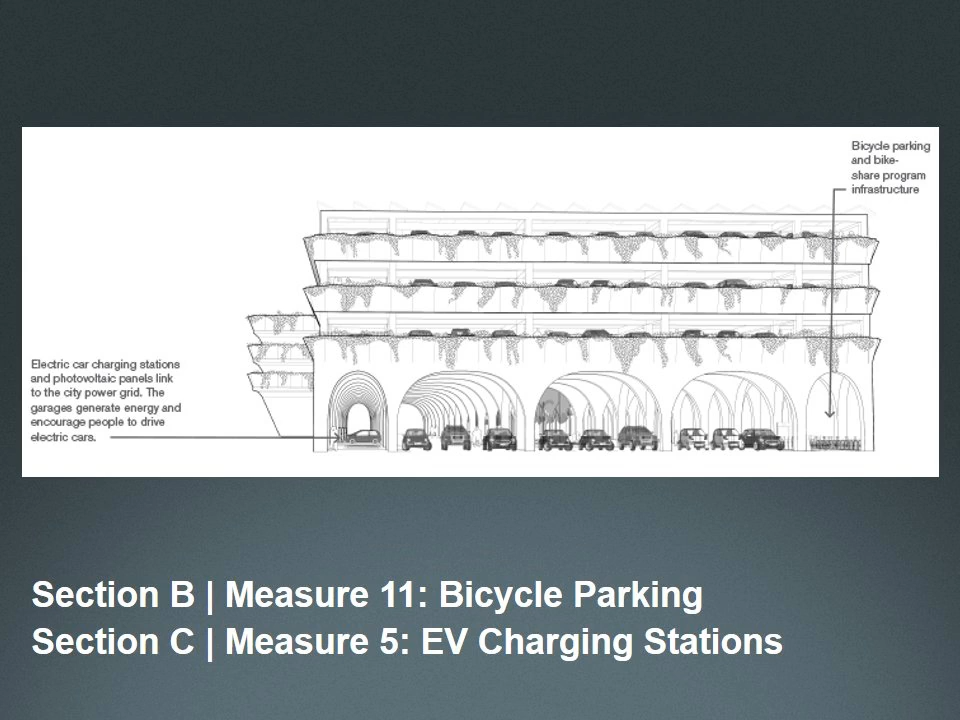 Bicycle parking
and bike-
share program
infrastructure
Electric car charging stations
and photovoltaic panels link
to the city power grid. The
garages generate energy and
encourage people to drive
electric cars.
Section B | Measure 11: Bicycle Parking
Section C | Measure 5: EV Charging Stations